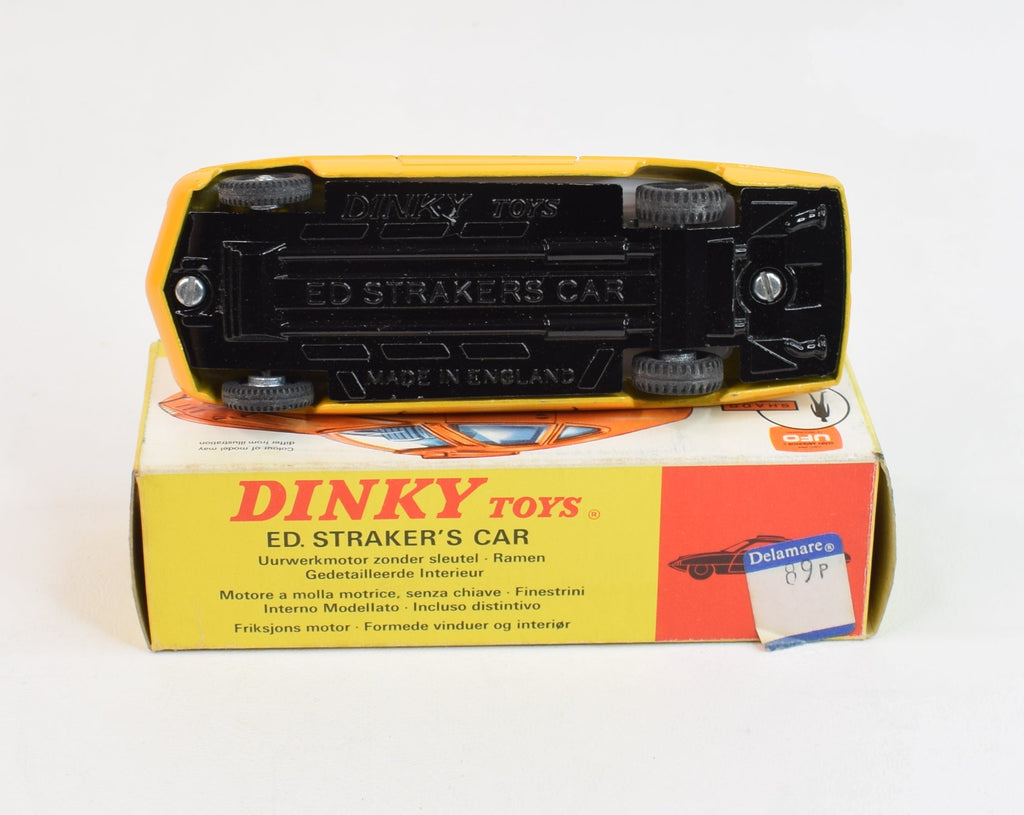 DINKY TOYS
ED STRAKERS CAR
MADE IN ENGLAND
SHADO
UFO
Colour of model may
differ from illustration
DINKY TOYS ®
ED. STRAKER'S CAR
Uurwerkmotor zonder sleutel · Ramen
Gedetailleerde Interieur
Motore a molla motrice, senza chiave · Finestrini
Interno Modellato · Incluso distintivo
Friksjons motor · Formede vinduer og interiør
Delamare®
89P